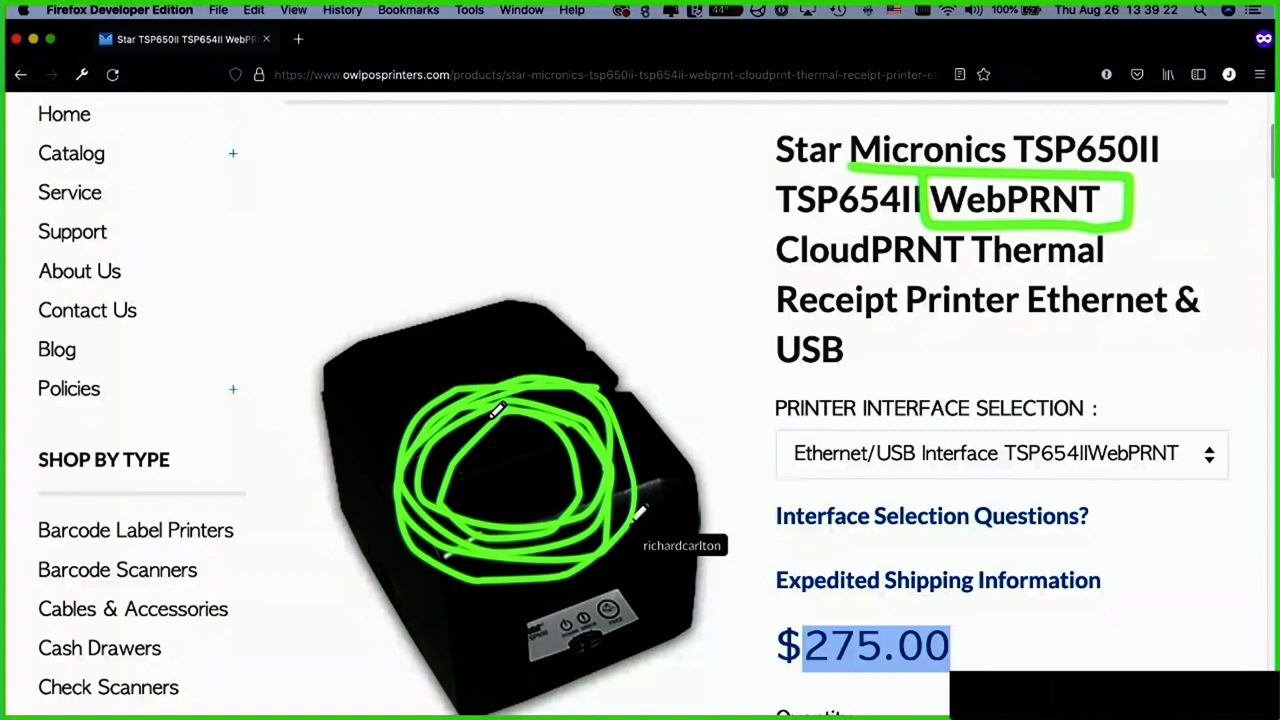 Firefox Developer Edition File Edit View History Bookmarks Tools Window Help 44° 100% Thu Aug 26 13 39 22
Star TSP650II TSP654II WebPR
https://www.owlposprinters.com/products/star-micronics-tsp650ii-tsp654ii-webprnt-cloudprnt-thermal-receipt-printer-e
Home
Catalog +
Service
Support
About Us
Contact Us
Blog
Policies +
SHOP BY TYPE
Barcode Label Printers
Barcode Scanners
Cables & Accessories
Cash Drawers
Check Scanners
Star Micronics TSP650II
TSP654II WebPRNT
CloudPRNT Thermal
Receipt Printer Ethernet &
USB
PRINTER INTERFACE SELECTION :
Ethernet/USB Interface TSP654IIWebPRNT
Interface Selection Questions?
Expedited Shipping Information
$275.00
richardcarlton